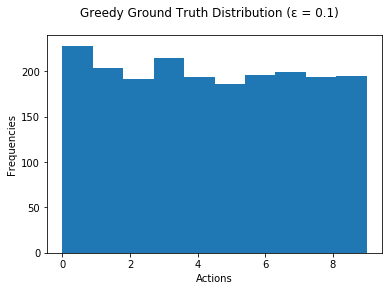 Greedy Ground Truth Distribution (ε = 0.1)
Frequencies
200
150
100
50
0
0 2 4 6 8
Actions